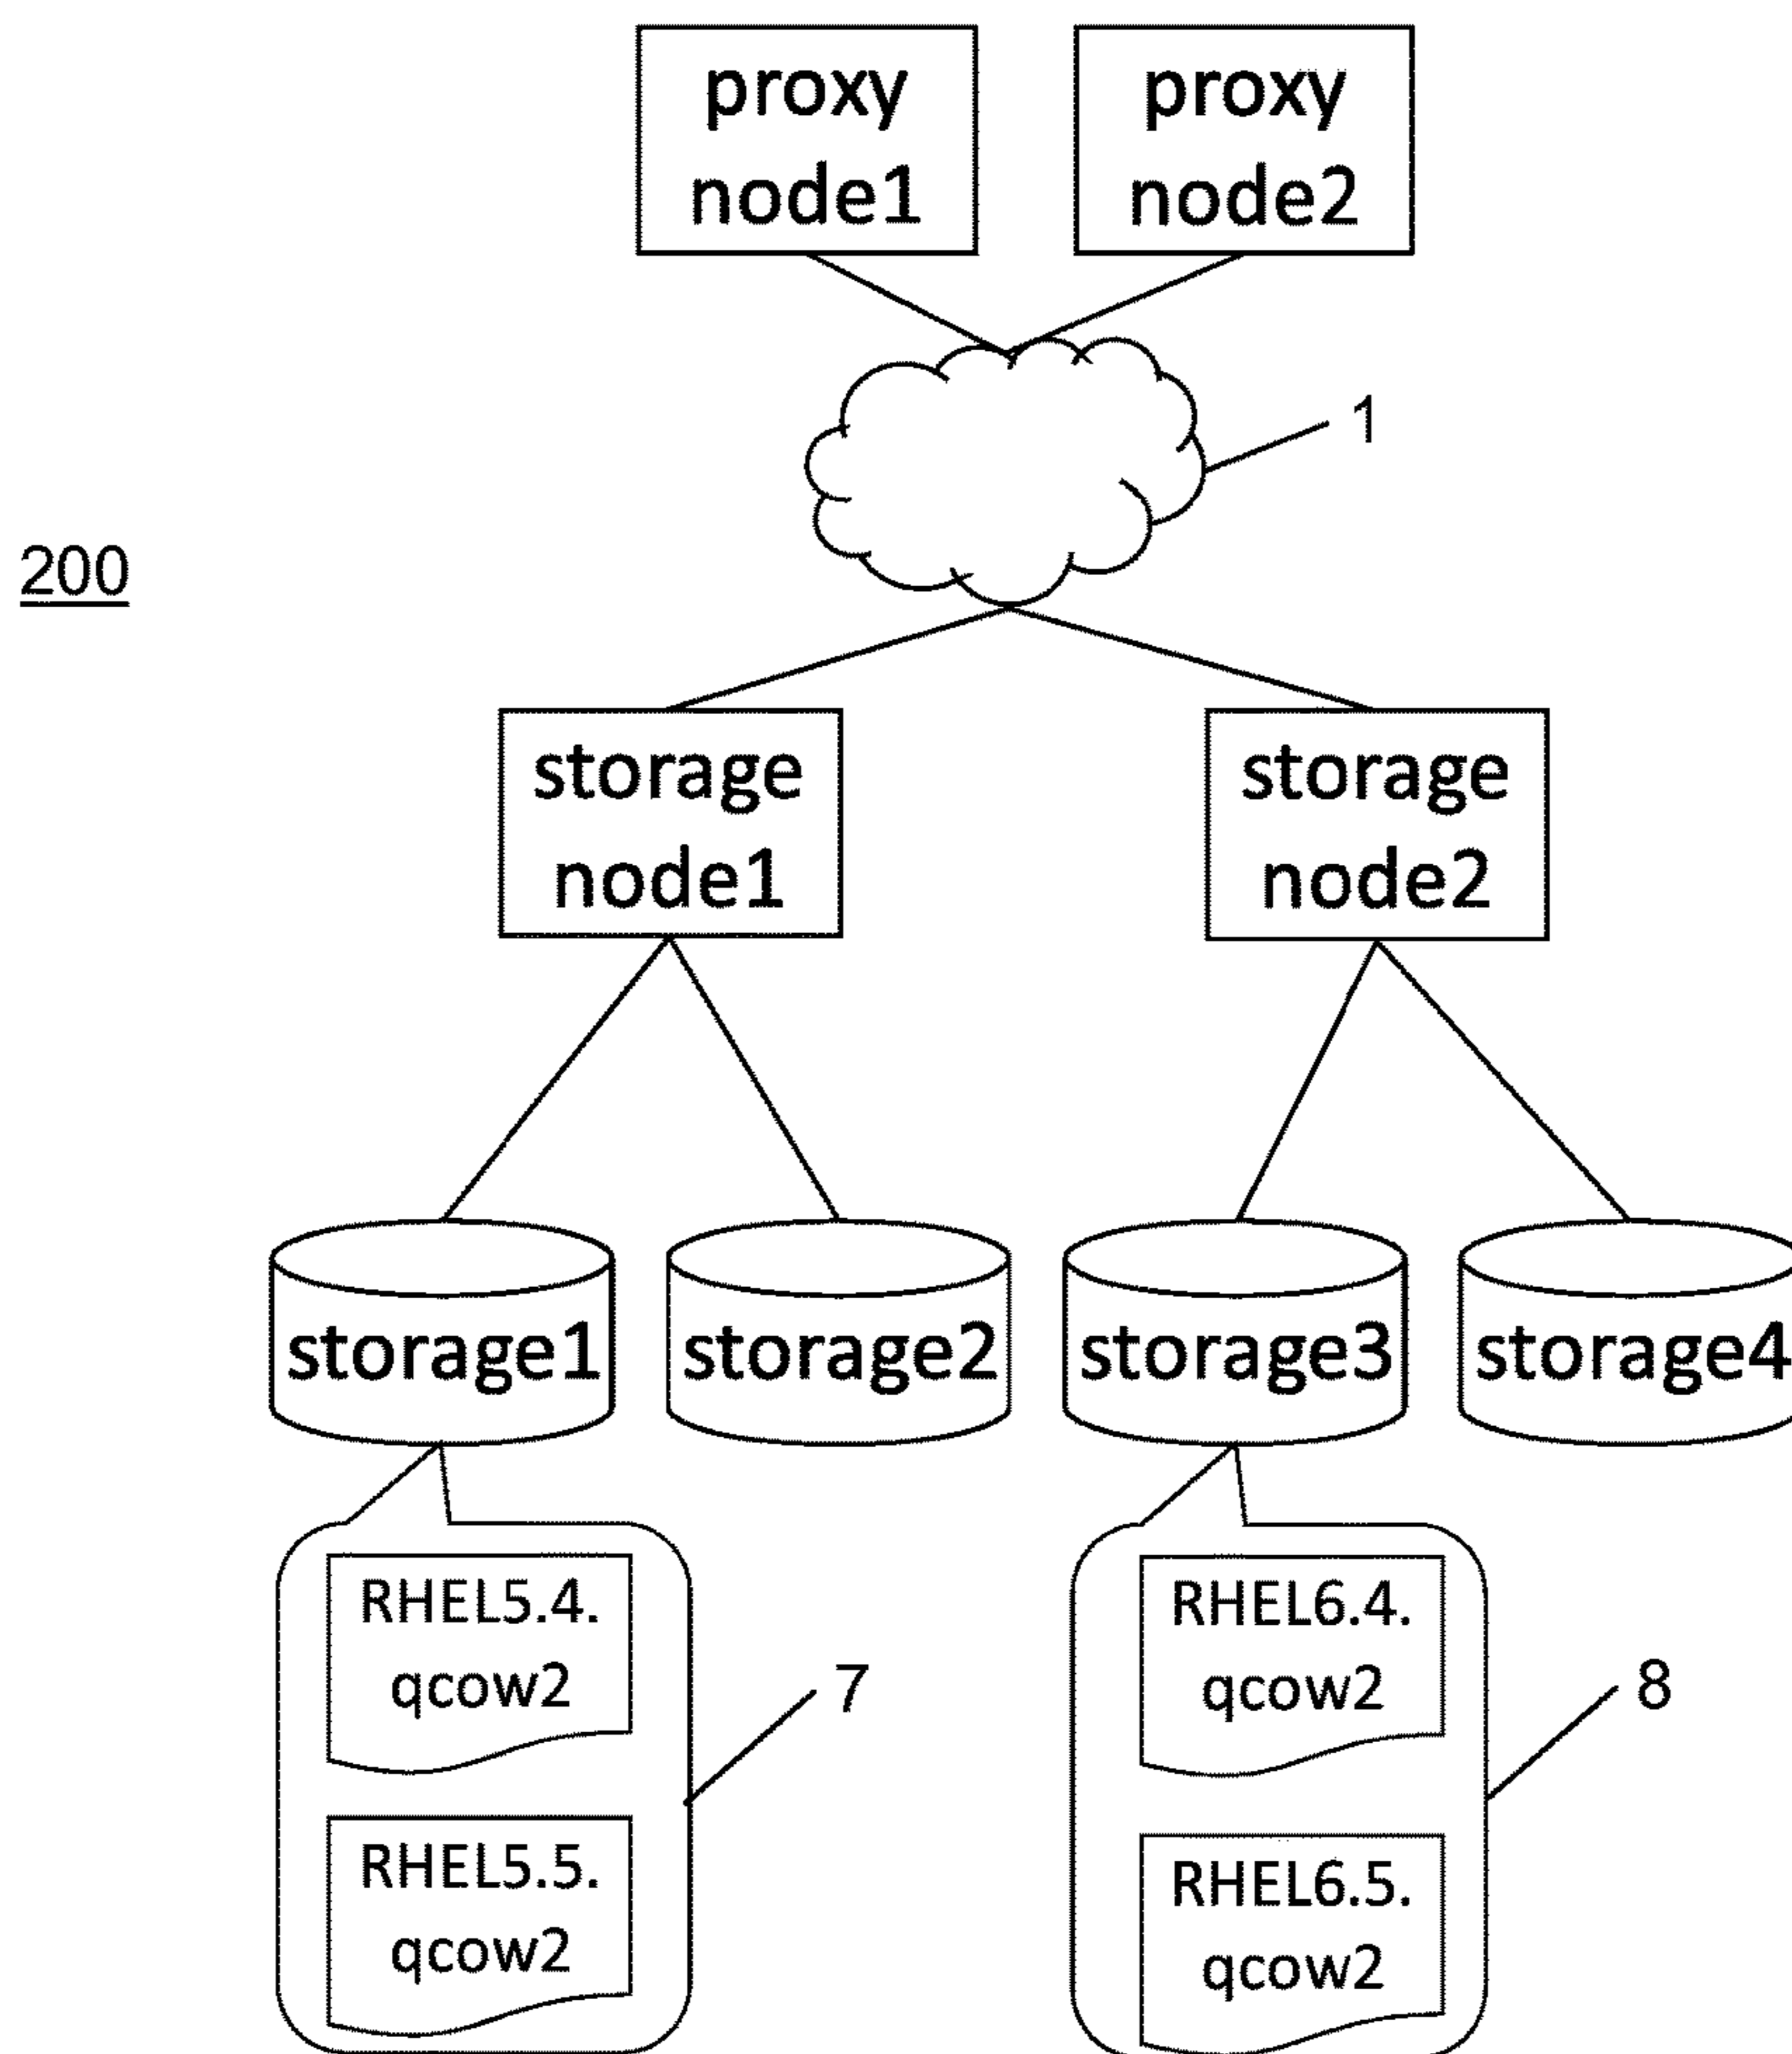 proxy
node1
proxy
node2
1
200
storage
node1
storage
node2
storage1
storage2
storage3
storage4
RHEL5.4.
qcow2
RHEL6.4.
qcow2
7
8
RHEL5.5.
qcow2
RHEL6.5.
qcow2